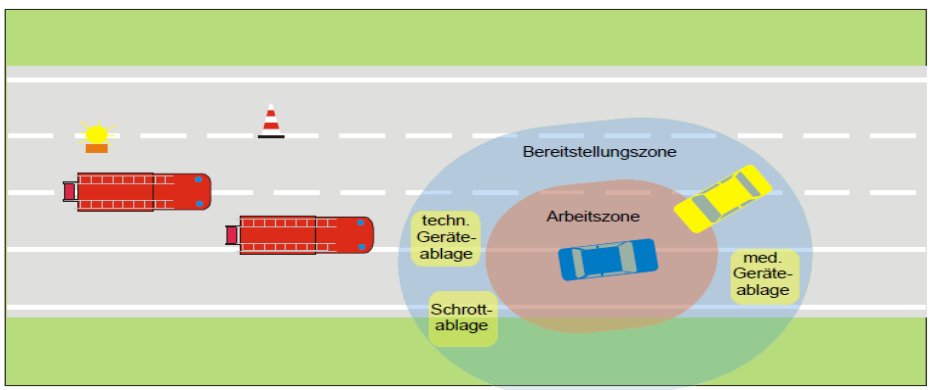 Bereitstellungszone
Arbeitszone
techn.
Geräte-
ablage
med.
Geräte-
ablage
Schrott-
ablage